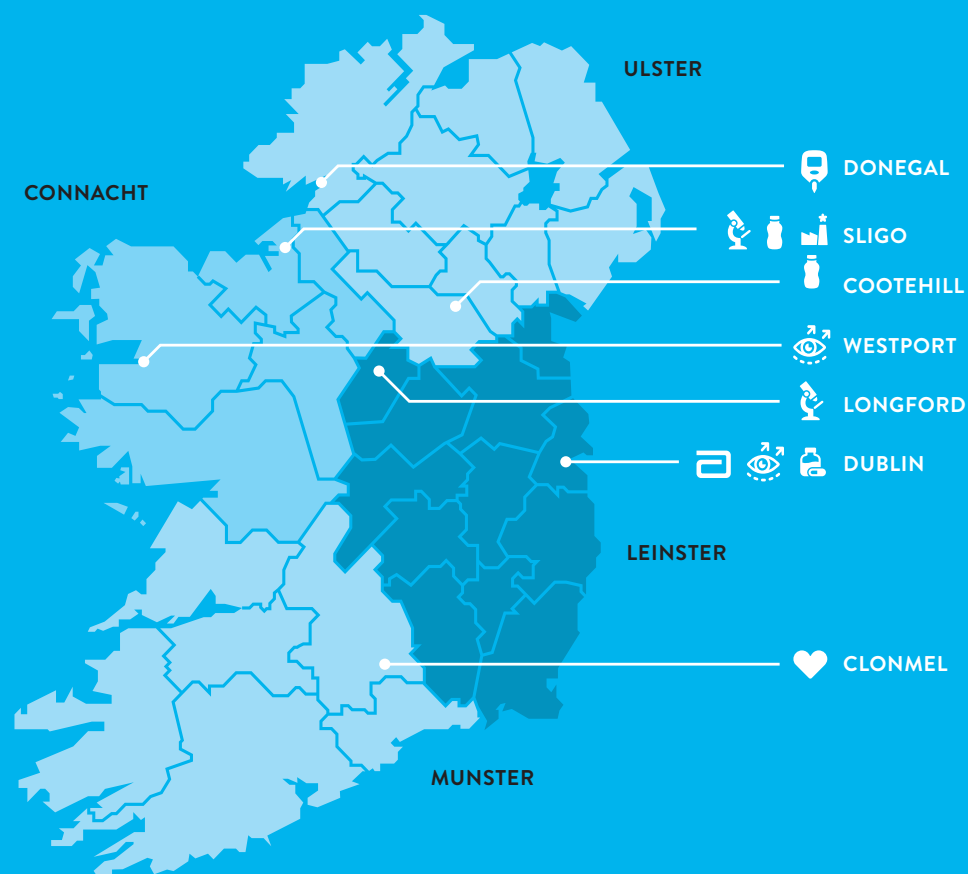 ULSTER
DONEGAL
CONNACHT
SLIGO
COOTEHILL
WESTPORT
LONGFORD
DUBLIN
LEINSTER
CLONMEL
MUNSTER